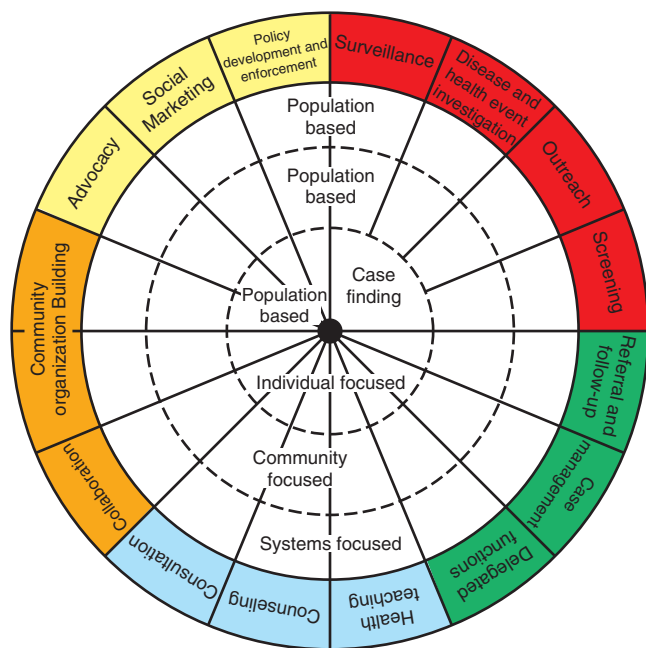 Policy
development and
enforcement
Surveillance
Disease and
health event
investigation
Outreach
Screening
Referral and
follow-up
Case
management
Delegated
functions
Health
teaching
Counseling
Consultation
Collaboration
Community
organization Building
Advocacy
Social
Marketing
Population
based
Population
based
Population
based
Case
finding
Individual focused
Community
focused
Systems focused